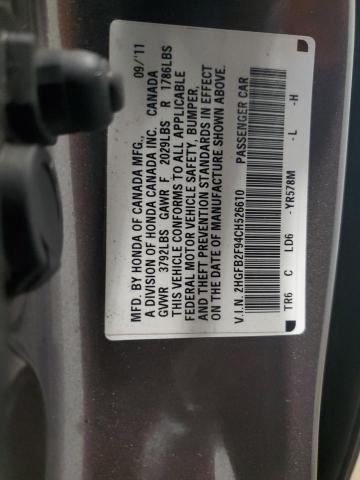 MFD. BY HONDA OF CANADA MFG., 09/'11
A DIVISION OF HONDA CANADA INC. CANADA
GVWR 3792LBS GAWR F 2029LBS R 1786LBS
THIS VEHICLE CONFORMS TO ALL APPLICABLE
FEDERAL MOTOR VEHICLE SAFETY, BUMPER,
AND THEFT PREVENTION STANDARDS IN EFFECT
ON THE DATE OF MANUFACTURE SHOWN ABOVE.
V.I.N. 2HGFB2F94CH526610 PASSENGER CAR
TR6 C LD6 -YR578M -L -H